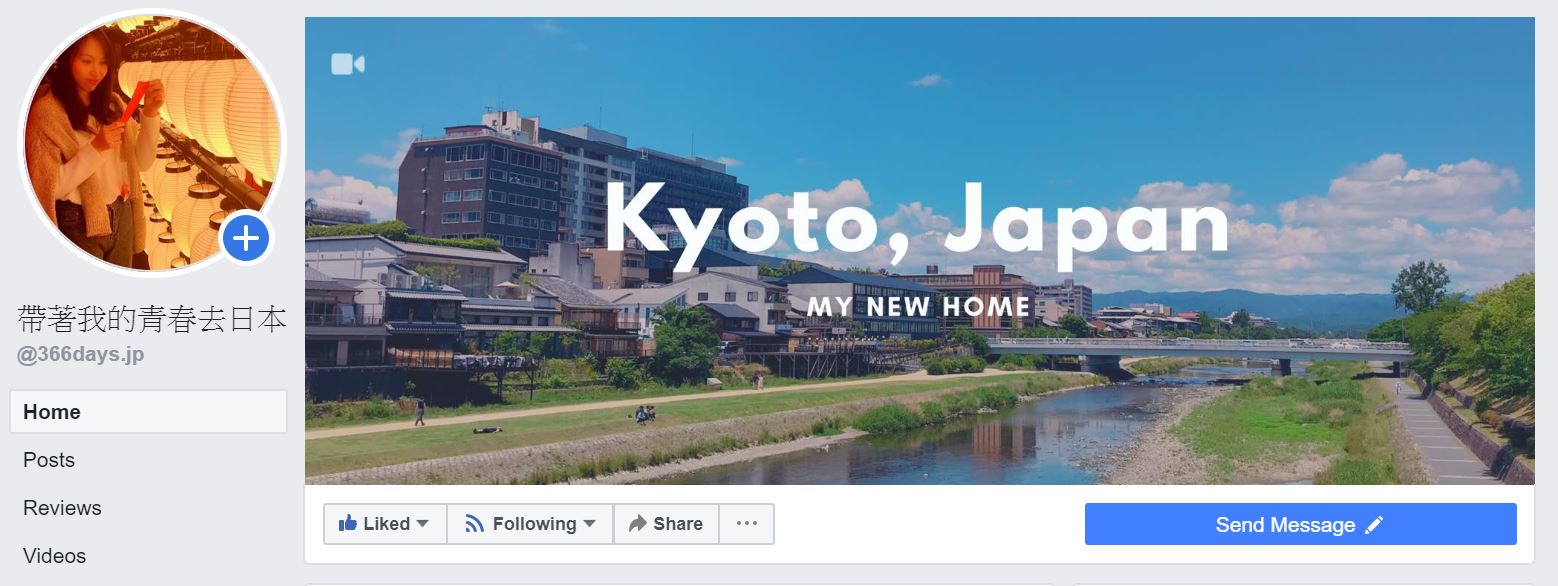 帶著我的青春去日本
@366days.jp
Home
Posts
Reviews
Videos
Kyoto, Japan
MY NEW HOME
Liked
Following
Share
Send Message